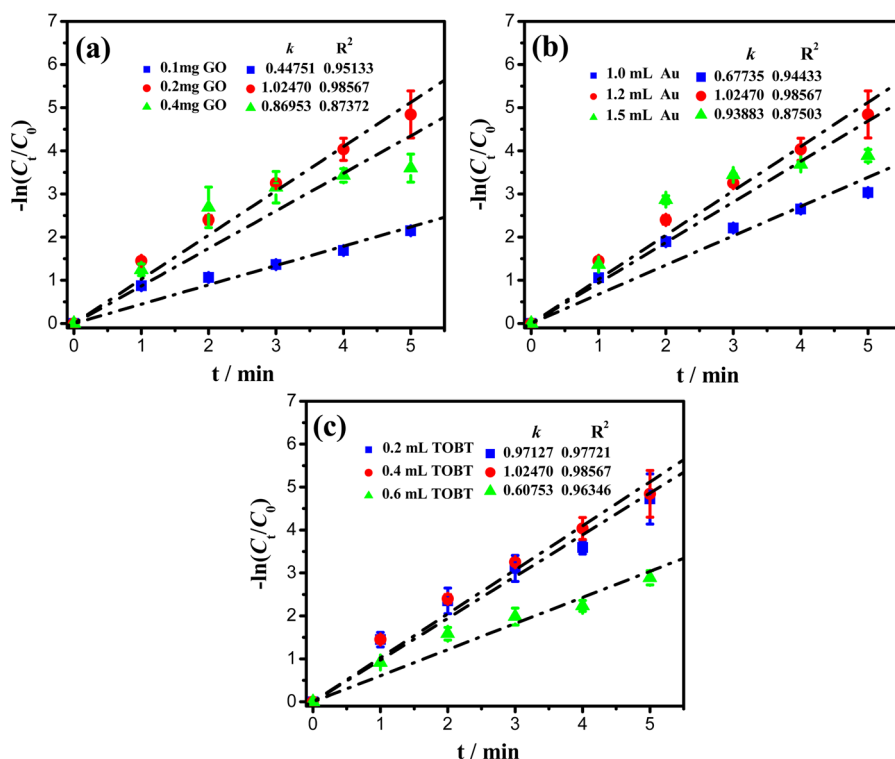 (a)
k R²
0.1mg GO 0.44751 0.95133
0.2mg GO 1.02470 0.98567
0.4mg GO 0.86953 0.87372
7
6
5
4
3
2
1
0
-ln(Cₜ/C₀)
0 1 2 3 4 5
t / min
(b)
k R²
1.0 mL Au 0.67735 0.94433
1.2 mL Au 1.02470 0.98567
1.5 mL Au 0.93883 0.87503
7
6
5
4
3
2
1
0
-ln(Cₜ/C₀)
0 1 2 3 4 5
t / min
(c)
k R²
0.2 mL TOBT 0.97127 0.97721
0.4 mL TOBT 1.02470 0.98567
0.6 mL TOBT 0.60753 0.96346
7
6
5
4
3
2
1
0
-ln(Cₜ/C₀)
0 1 2 3 4 5
t / min